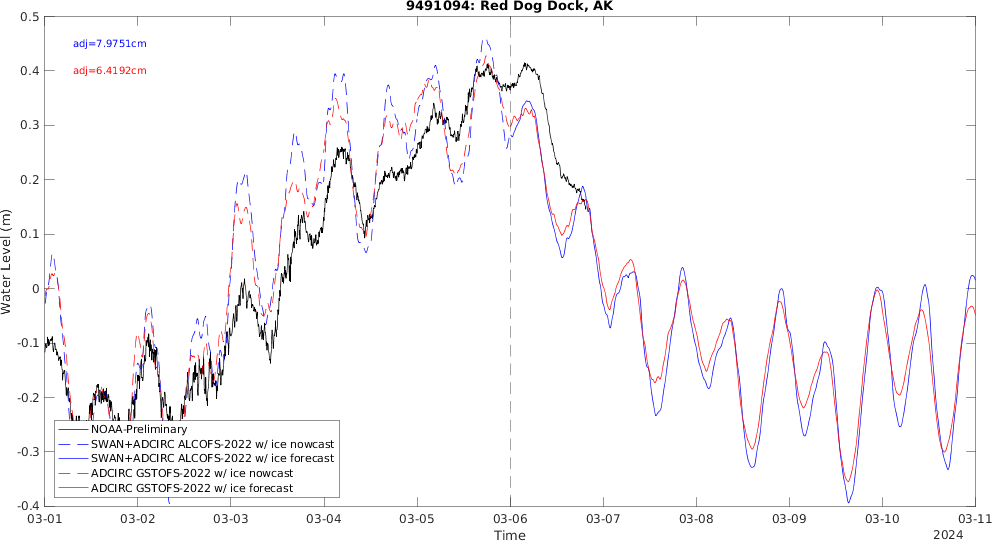 9491094: Red Dog Dock, AK
adj=7.9751cm
adj=6.4192cm
0.5
0.4
0.3
0.2
0.1
0
-0.1
-0.2
-0.3
-0.4
Water Level (m)
NOAA-Preliminary
SWAN+ADCIRC ALCOFS-2022 w/ ice nowcast
SWAN+ADCIRC ALCOFS-2022 w/ ice forecast
ADCIRC GSTOFS-2022 w/ ice nowcast
ADCIRC GSTOFS-2022 w/ ice forecast
03-01 03-02 03-03 03-04 03-05 03-06 03-07 03-08 03-09 03-10 03-11
Time
2024